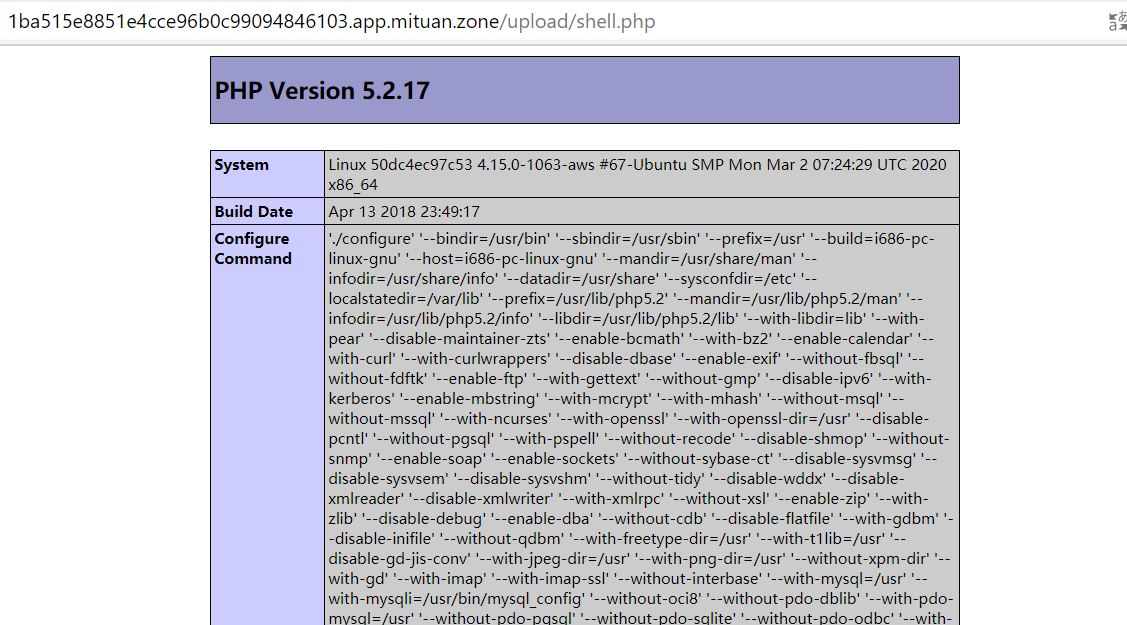 1ba515e8851e4cce96b0c99094846103.app.mituan.zone/upload/shell.php
PHP Version 5.2.17
System
Linux 50dc4ec97c53 4.15.0-1063-aws #67-Ubuntu SMP Mon Mar 2 07:24:29 UTC 2020
x86_64
Build Date
Apr 13 2018 23:49:17
Configure
Command
'./configure' '--bindir=/usr/bin' '--sbindir=/usr/sbin' '--prefix=/usr' '--build=i686-pc-
linux-gnu' '--host=i686-pc-linux-gnu' '--mandir=/usr/share/man' '--
infodir=/usr/share/info' '--datadir=/usr/share' '--sysconfdir=/etc' '--
localstatedir=/var/lib' '--prefix=/usr/lib/php5.2' '--mandir=/usr/lib/php5.2/man' '--
infodir=/usr/lib/php5.2/info' '--libdir=/usr/lib/php5.2/lib' '--with-libdir=lib' '--with-
pear' '--disable-maintainer-zts' '--enable-bcmath' '--with-bz2' '--enable-calendar' '--
with-curl' '--with-curlwrappers' '--disable-dbase' '--enable-exif' '--without-fbsql' '--
without-fdftk' '--enable-ftp' '--with-gettext' '--without-gmp' '--disable-ipv6' '--with-
kerberos' '--enable-mbstring' '--with-mcrypt' '--with-mhash' '--without-msql' '--
without-mssql' '--with-ncurses' '--with-openssl' '--with-openssl-dir=/usr' '--disable-
pcntl' '--without-pgsql' '--with-pspell' '--without-recode' '--disable-shmop' '--without-
snmp' '--enable-soap' '--enable-sockets' '--without-sybase-ct' '--disable-sysvmsg' '--
disable-sysvsem' '--disable-sysvshm' '--without-tidy' '--disable-wddx' '--disable-
xmlreader' '--disable-xmlwriter' '--with-xmlrpc' '--without-xsl' '--enable-zip' '--with-
zlib' '--disable-debug' '--enable-dba' '--without-cdb' '--disable-flatfile' '--with-gdbm' '-
-disable-inifile' '--without-qdbm' '--with-freetype-dir=/usr' '--with-t1lib=/usr' '--
disable-gd-jis-conv' '--with-jpeg-dir=/usr' '--with-png-dir=/usr' '--without-xpm-dir' '--
with-gd' '--with-imap' '--with-imap-ssl' '--without-interbase' '--with-mysql=/usr' '--
with-mysqli=/usr/bin/mysql_config' '--without-oci8' '--without-pdo-dblib' '--with-pdo-
mysql=/usr' '--without-pdo-pgsql' '--without-pdo-sqlite' '--without-pdo-odbc' '--with-